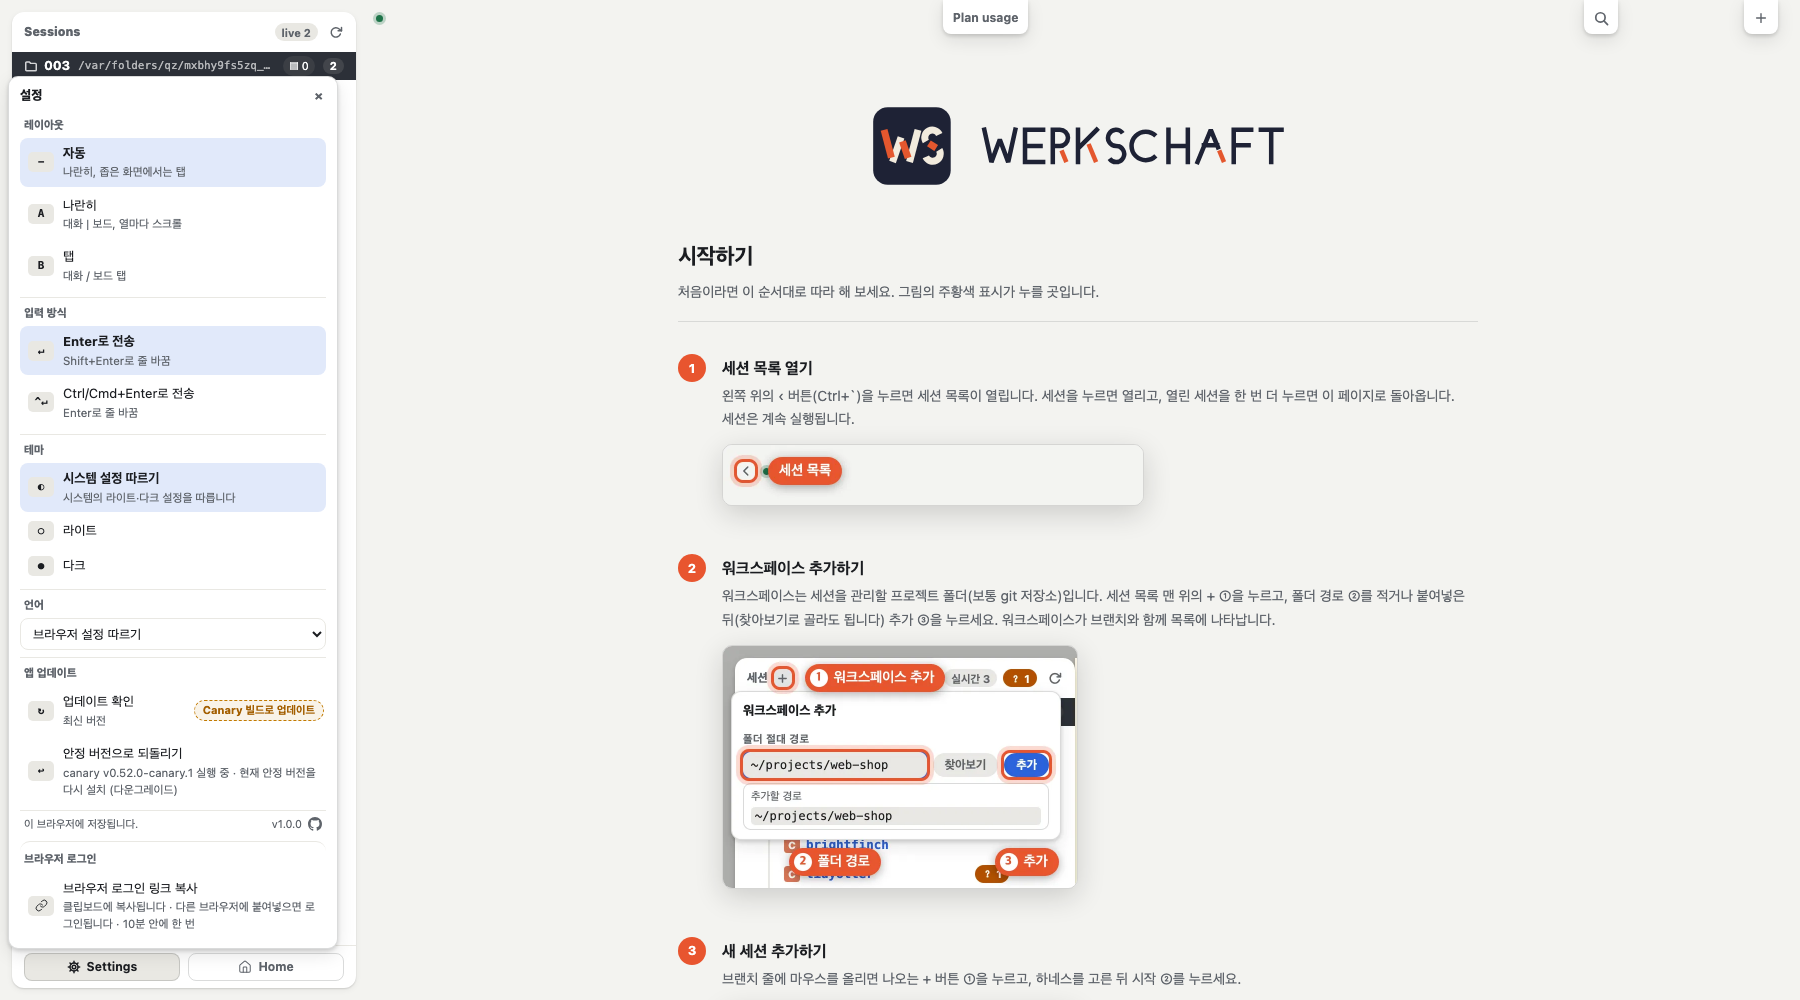 Sessions
live 2
003 /var/folders/qz/mxbhy9fs5zq_… 0 2
설정
×
레이아웃
자동
나란히, 좁은 화면에서는 탭
A
나란히
대화 | 보드, 열마다 스크롤
B
탭
대화 / 보드 탭
입력 방식
Enter로 전송
Shift+Enter로 줄 바꿈
Ctrl/Cmd+Enter로 전송
Enter로 줄 바꿈
테마
시스템 설정 따르기
시스템의 라이트·다크 설정을 따릅니다
라이트
다크
언어
브라우저 설정 따르기
앱 업데이트
업데이트 확인
최신 버전
Canary 빌드로 업데이트
안정 버전으로 되돌리기
canary v0.52.0-canary.1 실행 중 · 현재 안정 버전을
다시 설치 (다운그레이드)
이 브라우저에 저장됩니다.
v1.0.0
브라우저 로그인
브라우저 로그인 링크 복사
클립보드에 복사됩니다 · 다른 브라우저에 붙여넣으면 로
그인됩니다 · 10분 안에 한 번
Settings
Home
Plan usage
+
WS WERKSCHAFT
시작하기
처음이라면 이 순서대로 따라 해 보세요. 그림의 주황색 표시가 누를 곳입니다.
1 세션 목록 열기
왼쪽 위의 ‹ 버튼(Ctrl+`)을 누르면 세션 목록이 열립니다. 세션을 누르면 열리고, 열린 세션을 한 번 더 누르면 이 페이지로 돌아옵니다.
세션은 계속 실행됩니다.
세션 목록
2 워크스페이스 추가하기
워크스페이스는 세션을 관리할 프로젝트 폴더(보통 git 저장소)입니다. 세션 목록 맨 위의 + ①을 누르고, 폴더 경로 ②를 적거나 붙여넣은
뒤(찾아보기로 골라도 됩니다) 추가 ③을 누르세요. 워크스페이스가 브랜치와 함께 목록에 나타납니다.
세션 + 1 워크스페이스 추가 실시간 3 ? 1
워크스페이스 추가
폴더 절대 경로
~/projects/web-shop
찾아보기
추가
추가할 경로
~/projects/web-shop
C brightfinch
2 폴더 경로
3 추가
C
? 1
3 새 세션 추가하기
브랜치 줄에 마우스를 올리면 나오는 + 버튼 ①을 누르고, 하네스를 고른 뒤 시작 ②를 누르세요.